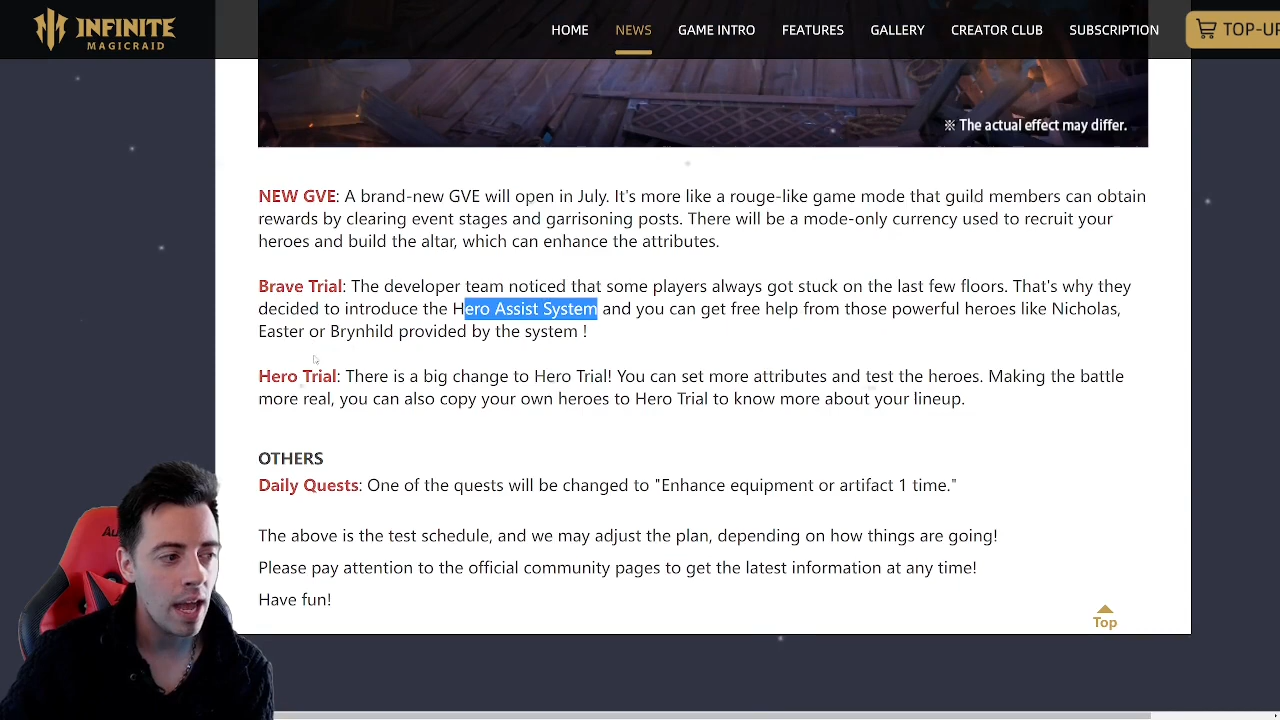 INFINITE
MAGICRAID
HOME NEWS GAME INTRO FEATURES GALLERY CREATOR CLUB SUBSCRIPTION TOP-UP
※ The actual effect may differ.
NEW GVE: A brand-new GVE will open in July. It's more like a rouge-like game mode that guild members can obtain
rewards by clearing event stages and garrisoning posts. There will be a mode-only currency used to recruit your
heroes and build the altar, which can enhance the attributes.
Brave Trial: The developer team noticed that some players always got stuck on the last few floors. That's why they
decided to introduce the Hero Assist System and you can get free help from those powerful heroes like Nicholas,
Easter or Brynhild provided by the system !
Hero Trial: There is a big change to Hero Trial! You can set more attributes and test the heroes. Making the battle
more real, you can also copy your own heroes to Hero Trial to know more about your lineup.
OTHERS
Daily Quests: One of the quests will be changed to "Enhance equipment or artifact 1 time."
The above is the test schedule, and we may adjust the plan, depending on how things are going!
Please pay attention to the official community pages to get the latest information at any time!
Have fun!
Top